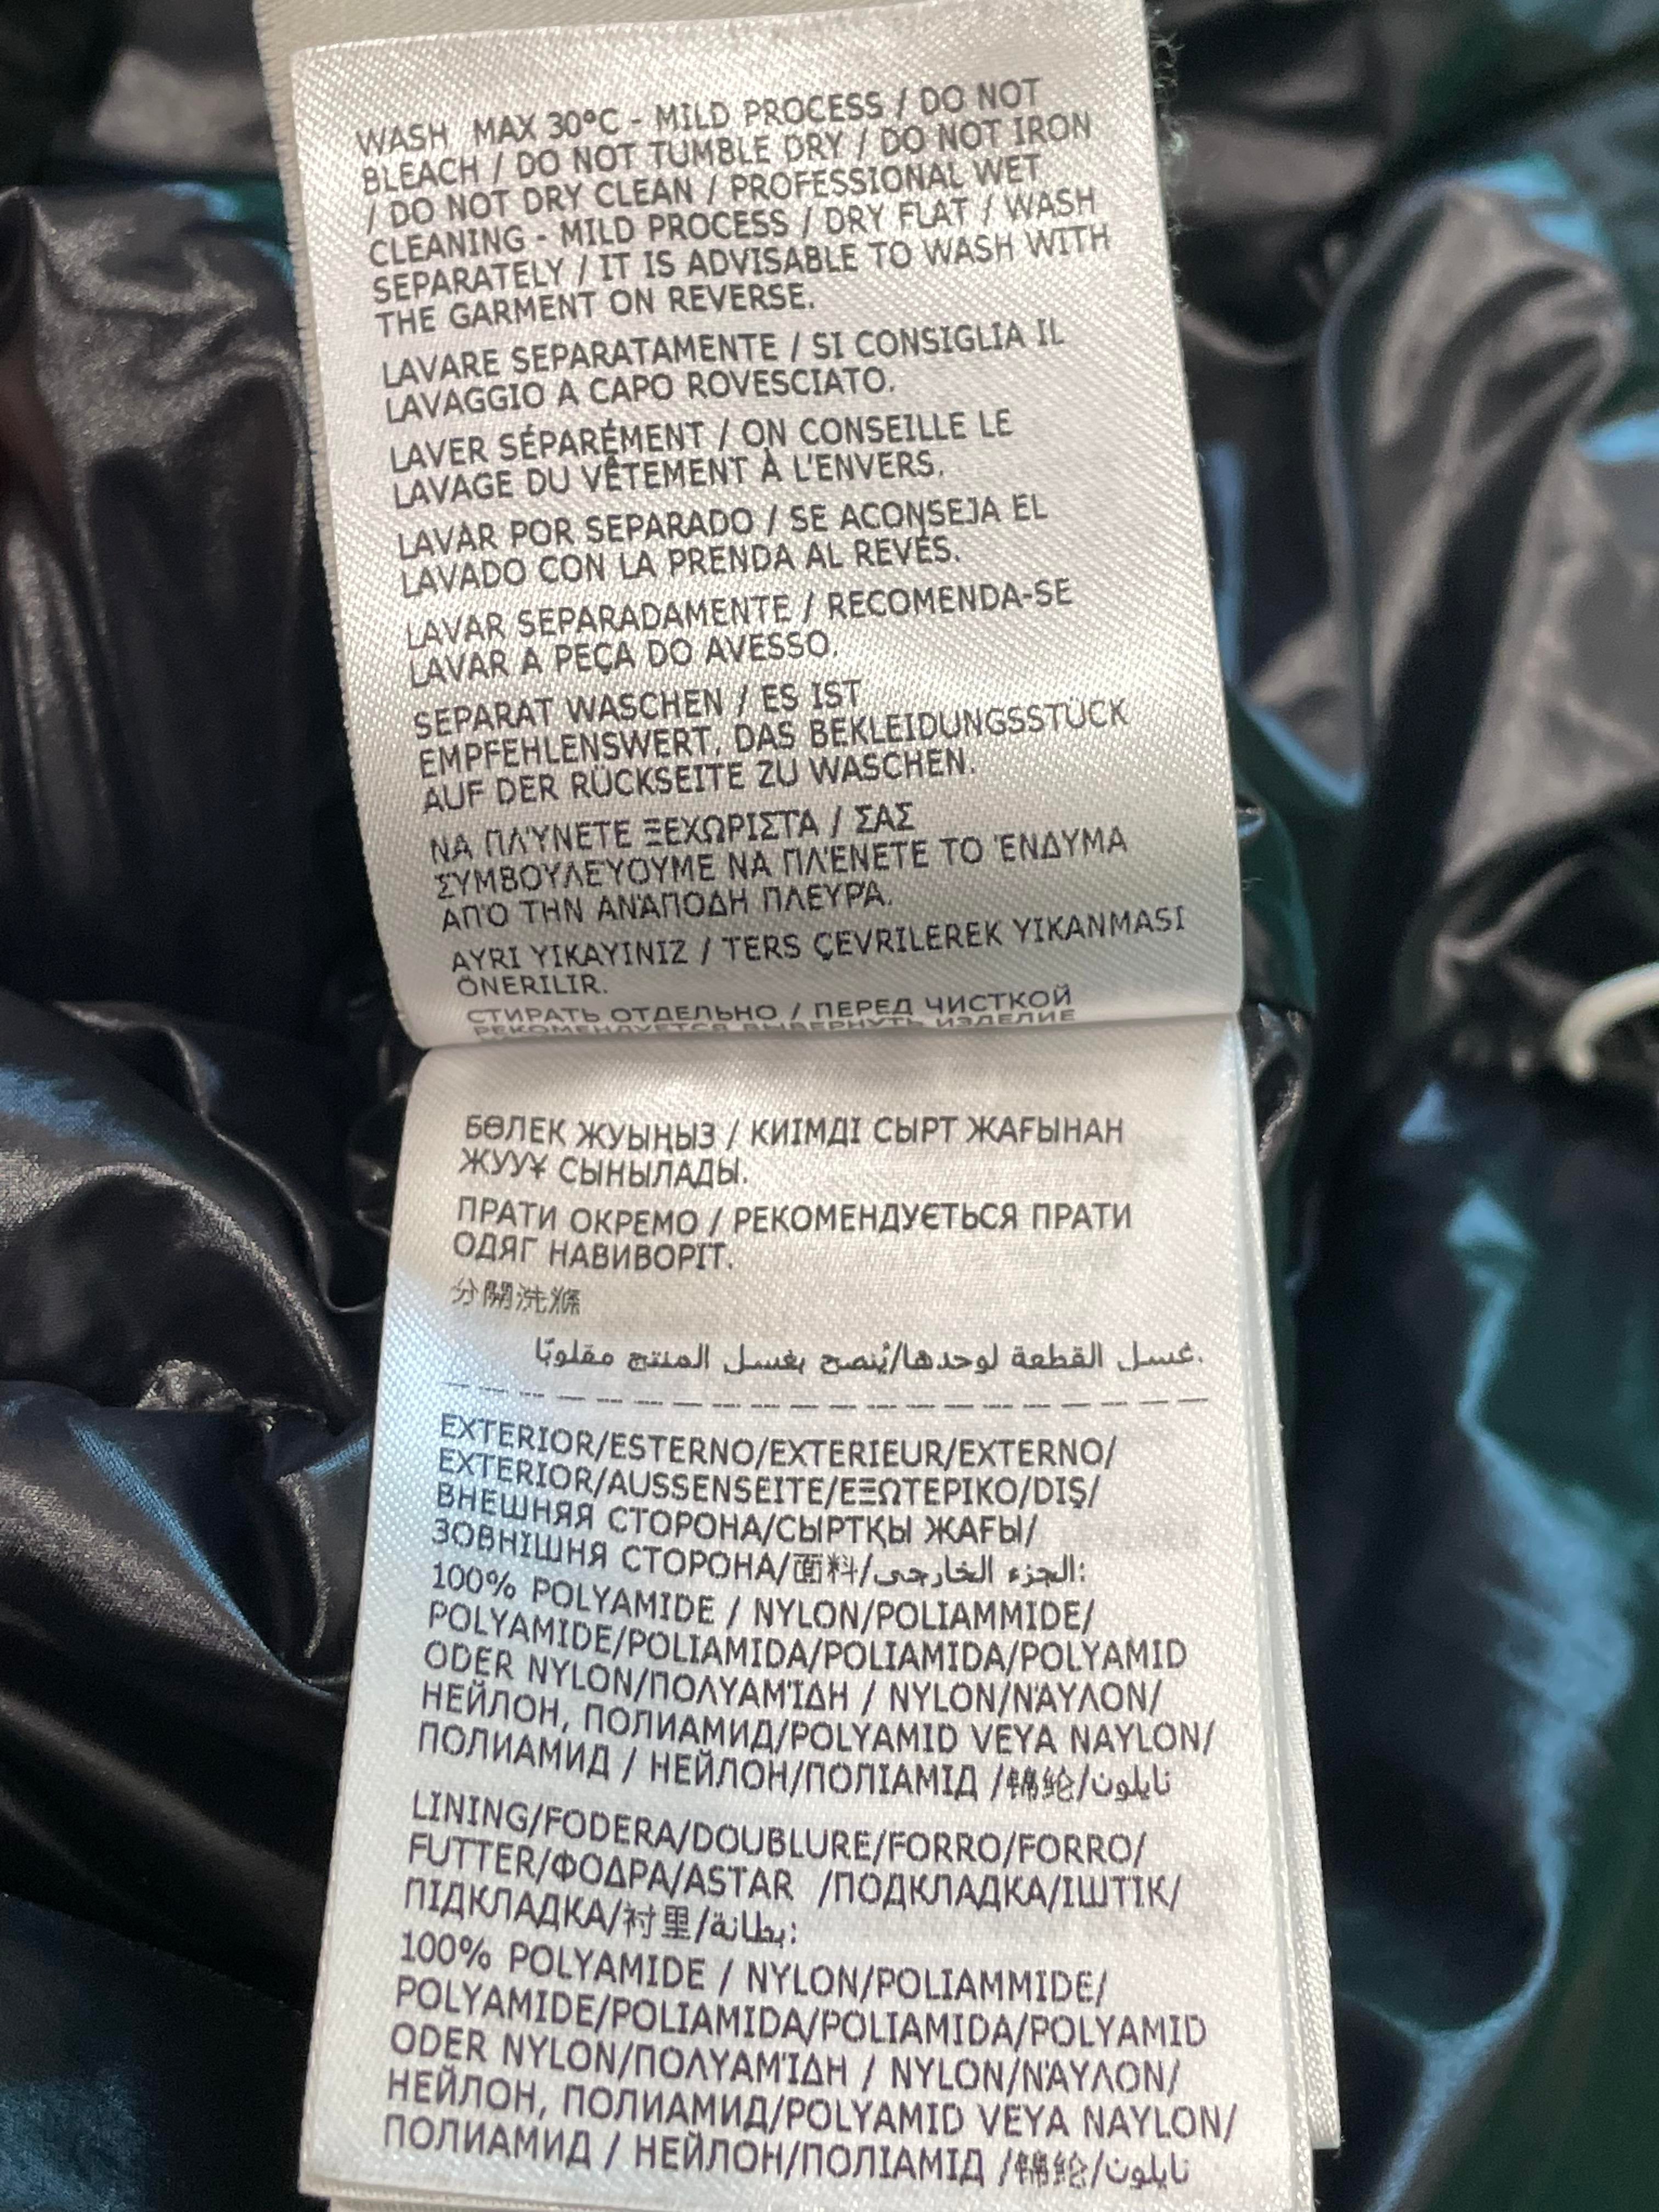 WASH MAX 30°C - MILD PROCESS / DO NOT
BLEACH / DO NOT TUMBLE DRY / DO NOT IRON
/ DO NOT DRY CLEAN / PROFESSIONAL WET
CLEANING - MILD PROCESS / DRY FLAT / WASH
SEPARATELY / IT IS ADVISABLE TO WASH WITH
THE GARMENT ON REVERSE.
LAVARE SEPARATAMENTE / SI CONSIGLIA IL
LAVAGGIO A CAPO ROVESCIATO.
LAVER SÉPARÉMENT / ON CONSEILLE LE
LAVAGE DU VÊTEMENT À L'ENVERS.
LAVAR POR SEPARADO / SE ACONSEJA EL
LAVADO CON LA PRENDA AL REVÉS.
LAVAR SEPARADAMENTE / RECOMENDA-SE
LAVAR A PEÇA DO AVESSO.
SEPARAT WASCHEN / ES IST
EMPFEHLENSWERT, DAS BEKLEIDUNGSSTÜCK
AUF DER RÜCKSEITE ZU WASCHEN.
ΝΑ ΠΛΎΝΕΤΕ ΞΕΧΩΡΙΣΤΆ / ΣΑΣ
ΣΥΜΒΟΥΛΕΎΟΥΜΕ ΝΑ ΠΛΈΝΕΤΕ ΤΟ ΈΝΔΥΜΑ
ΑΠΌ ΤΗΝ ΑΝΆΠΟΔΗ ΠΛΕΥΡΆ.
AYRI YIKAYINIZ / TERS ÇEVRILEREK YIKANMASI
ÖNERILIR.
СТИРАТЬ ОТДЕЛЬНО / ПЕРЕД ЧИСТКОЙ
РЕКОМЕНДУЕТСЯ ВЫВЕРНУТЬ ИЗДЕЛИЕ
БӨЛЕК ЖУЫҢЫЗ / КИІМДІ СЫРТ ЖАҒЫНАН
ЖУУҰ СЫНЫЛАДЫ.
ПРАТИ ОКРЕМО / РЕКОМЕНДУЄТЬСЯ ПРАТИ
ОДЯГ НАВИВОРІТ.
分開洗滌
غسل القطعة لوحدها/يُنصح بغسل المنتج مقلوبًا.
EXTERIOR/ESTERNO/EXTERIEUR/EXTERNO/
EXTERIOR/AUSSENSEITE/ΕΞΩΤΕΡΙΚΟ/DIŞ/
ВНЕШНЯЯ СТОРОНА/СЫРТҚЫ ЖАҒЫ/
ЗОВНІШНЯ СТОРОНА/面料/الجزء الخارجي:
100% POLYAMIDE / NYLON/POLIAMMIDE/
POLYAMIDE/POLIAMIDA/POLIAMIDA/POLYAMID
ODER NYLON/ΠΟΛΥΑΜΊΔΗ / NYLON/ΝΆΥΛΟΝ/
НЕЙЛОН, ПОЛИАМИД/POLYAMID VEYA NAYLON/
ПОЛИАМИД / НЕЙЛОН/ПОЛІАМІД /锦纶/نايلون
LINING/FODERA/DOUBLURE/FORRO/FORRO/
FUTTER/ΦΟΔΡΑ/ASTAR /ПОДКЛАДКА/ІШТІК/
ПІДКЛАДКА/衬里/بطانة:
100% POLYAMIDE / NYLON/POLIAMMIDE/
POLYAMIDE/POLIAMIDA/POLIAMIDA/POLYAMID
ODER NYLON/ΠΟΛΥΑΜΊΔΗ / NYLON/ΝΆΥΛΟΝ/
НЕЙЛОН, ПОЛИАМИД/POLYAMID VEYA NAYLON/
ПОЛИАМИД / НЕЙЛОН/ПОЛІАМІД /锦纶/نايلون